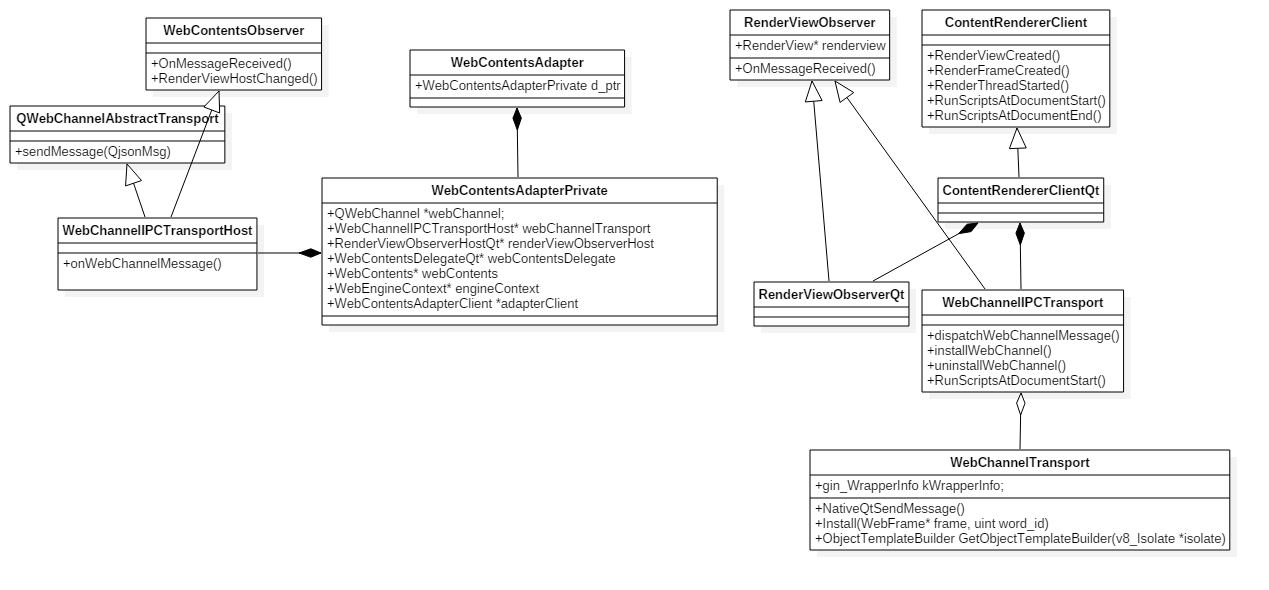 WebContentsObserver
+OnMessageReceived()
+RenderViewHostChanged()
QWebChannelAbstractTransport
+sendMessage(QjsonMsg)
WebChannelIPCTransportHost
+onWebChannelMessage()
WebContentsAdapter
+WebContentsAdapterPrivate d_ptr
WebContentsAdapterPrivate
+QWebChannel *webChannel;
+WebChannelIPCTransportHost* webChannelTransport
+RenderViewObserverHostQt* renderViewObserverHost
+WebContentsDelegateQt* webContentsDelegate
+WebContents* webContents
+WebEngineContext* engineContext
+WebContentsAdapterClient *adapterClient
RenderViewObserver
+RenderView* renderview
+OnMessageReceived()
ContentRendererClient
+RenderViewCreated()
+RenderFrameCreated()
+RenderThreadStarted()
+RunScriptsAtDocumentStart()
+RunScriptsAtDocumentEnd()
ContentRendererClientQt
RenderViewObserverQt
WebChannelIPCTransport
+dispatchWebChannelMessage()
+installWebChannel()
+uninstallWebChannel()
+RunScriptsAtDocumentStart()
WebChannelTransport
+gin_WrapperInfo kWrapperInfo;
+NativeQtSendMessage()
+Install(WebFrame* frame, uint word_id)
+ObjectTemplateBuilder GetObjectTemplateBuilder(v8_Isolate *isolate)